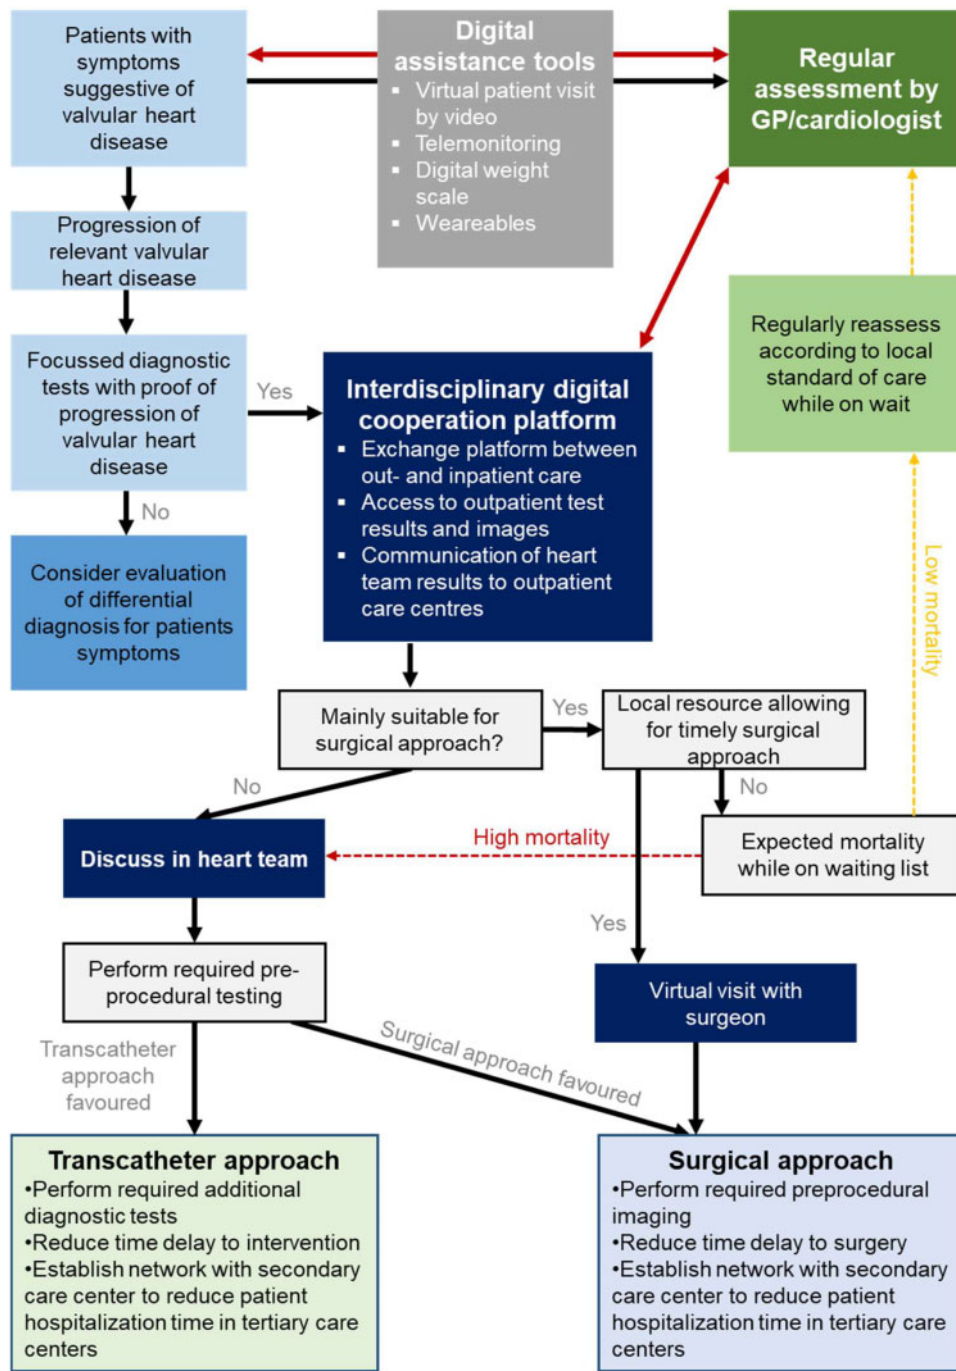 Patients with
symptoms
suggestive of
valvular heart
disease
Digital
assistance tools
▪ Virtual patient visit
by video
▪ Telemonitoring
▪ Digital weight
scale
▪ Weareables
Regular
assessment by
GP/cardiologist
Progression of
relevant valvular
heart disease
Regularly reassess
according to local
standard of care
while on wait
Focussed diagnostic
tests with proof of
progression of
valvular heart
disease
Yes
Interdisciplinary digital
cooperation platform
▪ Exchange platform between
out- and inpatient care
▪ Access to outpatient test
results and images
▪ Communication of heart
team results to outpatient
care centres
No
Consider evaluation
of differential
diagnosis for patients
symptoms
Low mortality
Mainly suitable for
surgical approach?
Yes
Local resource allowing
for timely surgical
approach
No
No
Discuss in heart team
High mortality
Expected mortality
while on waiting list
Yes
Perform required pre-
procedural testing
Virtual visit with
surgeon
Transcatheter
approach
favoured
Surgical approach favoured
Transcatheter approach
•Perform required additional
diagnostic tests
•Reduce time delay to intervention
•Establish network with secondary
care center to reduce patient
hospitalization time in tertiary care
centers
Surgical approach
•Perform required preprocedural
imaging
•Reduce time delay to surgery
•Establish network with secondary
care center to reduce patient
hospitalization time in tertiary care
centers